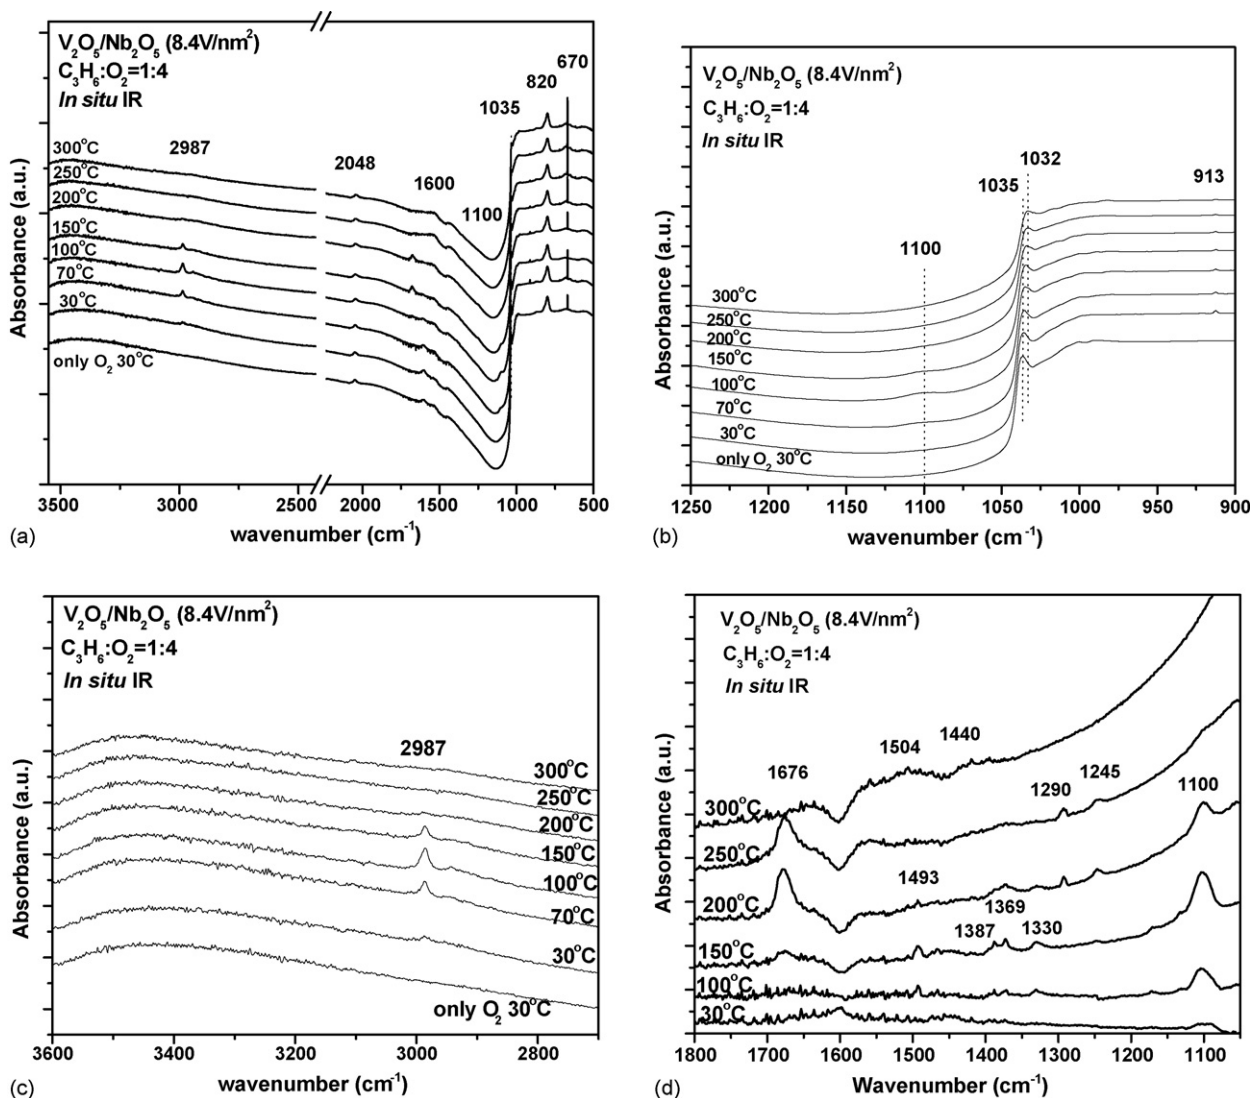 V₂O₅/Nb₂O₅ (8.4V/nm²)
C₃H₆:O₂=1:4
In situ IR
670
820
1035
300°C
2987
250°C
2048
200°C
1600
150°C
1100
100°C
70°C
30°C
only O₂ 30°C
Absorbance (a.u.)
3500 3000 2500 2000 1500 1000 500
wavenumber (cm⁻¹)
(a)
V₂O₅/Nb₂O₅ (8.4V/nm²)
C₃H₆:O₂=1:4
In situ IR
1032
1035
913
1100
300°C
250°C
200°C
150°C
100°C
70°C
30°C
only O₂ 30°C
Absorbance (a.u.)
1250 1200 1150 1100 1050 1000 950 900
wavenumber (cm⁻¹)
(b)
V₂O₅/Nb₂O₅ (8.4V/nm²)
C₃H₆:O₂=1:4
In situ IR
2987
300°C
250°C
200°C
150°C
100°C
70°C
30°C
only O₂ 30°C
Absorbance (a.u.)
3600 3400 3200 3000 2800
wavenumber (cm⁻¹)
(c)
V₂O₅/Nb₂O₅ (8.4V/nm²)
C₃H₆:O₂=1:4
In situ IR
1440
1504
1676
1245
1290
1100
300°C
250°C
1493
200°C
1369
1387 1330
150°C
100°C
30°C
Absorbance (a.u.)
1800 1700 1600 1500 1400 1300 1200 1100
Wavenumber (cm⁻¹)
(d)